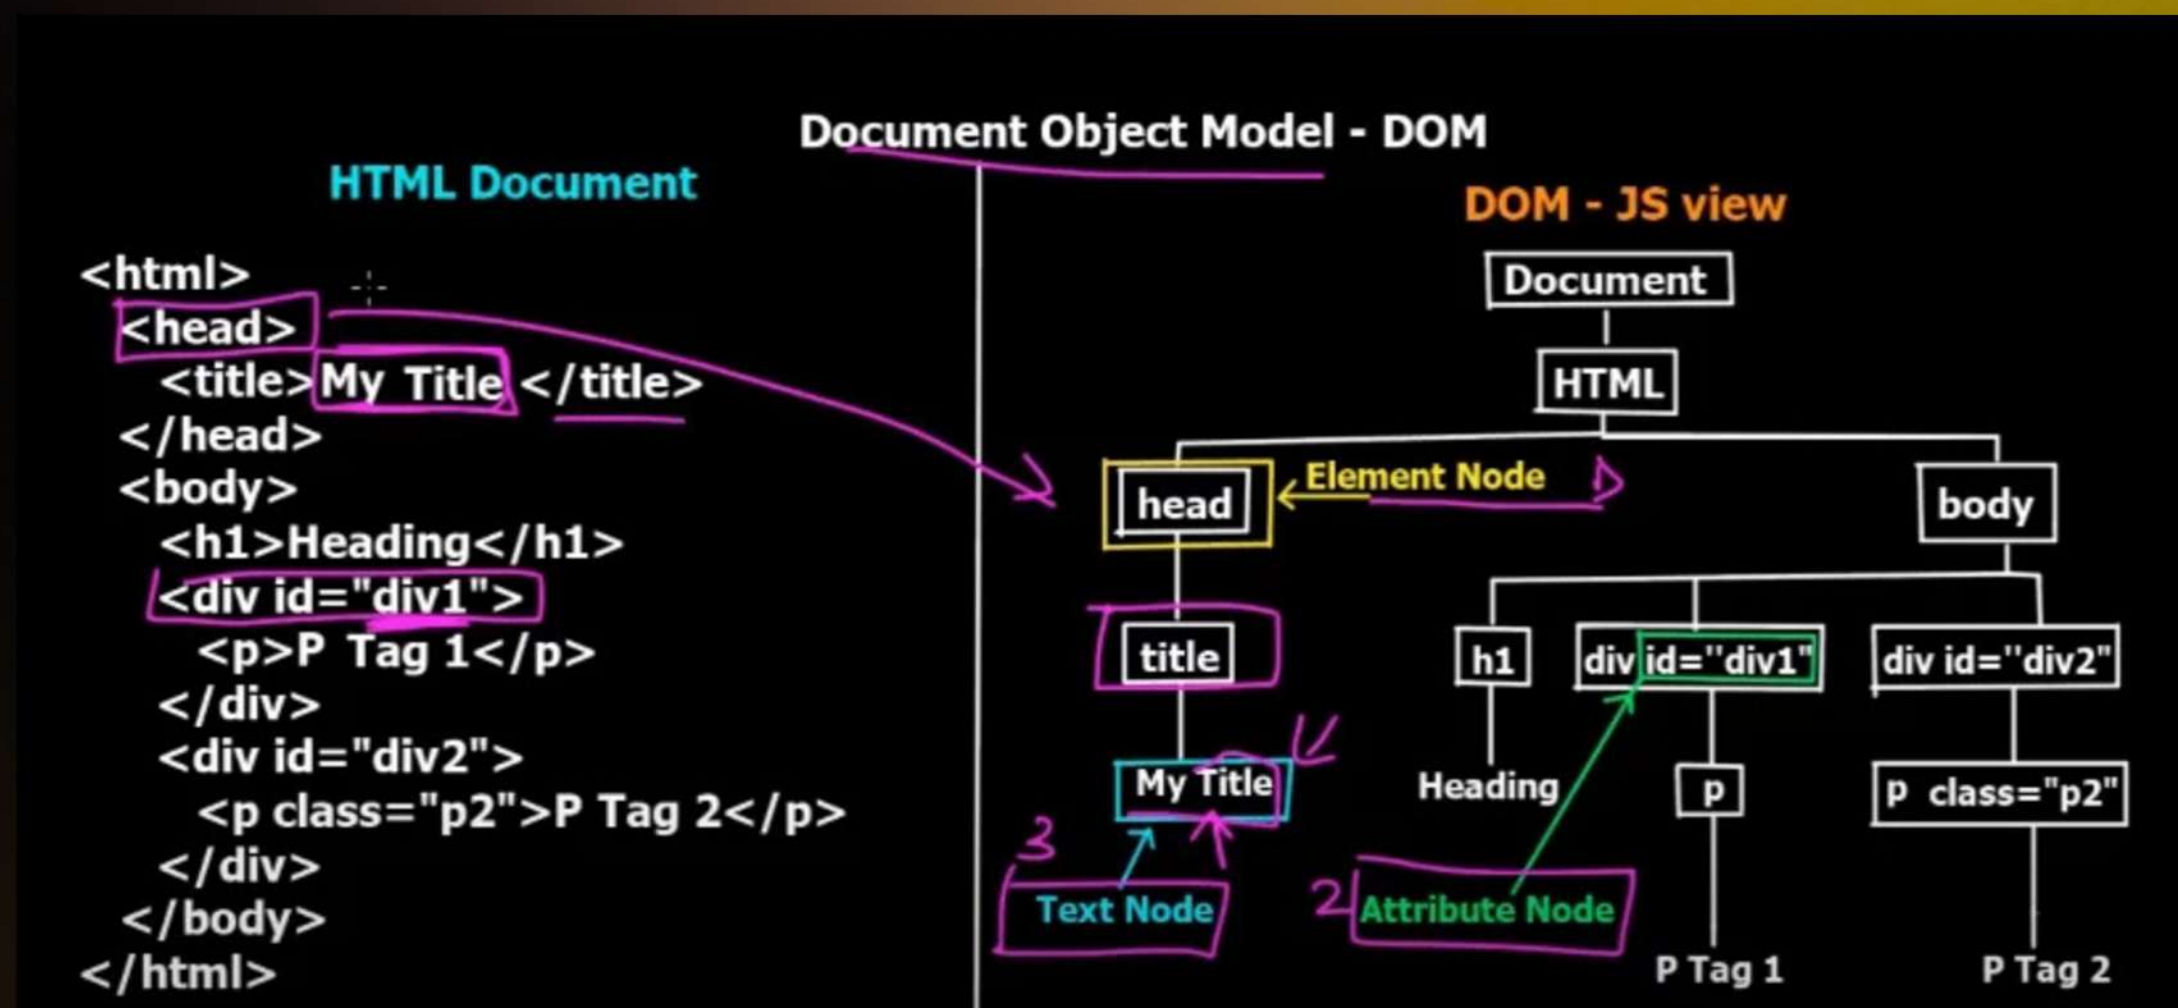 Document Object Model - DOM
HTML Document
<html>
<head>
<title>My Title </title>
</head>
<body>
<h1>Heading</h1>
<div id="div1">
<p>P Tag 1</p>
</div>
<div id="div2">
<p class="p2">P Tag 2</p>
</div>
</body>
</html>
DOM - JS view
Document
HTML
head
Element Node
body
title
h1
div id="div1"
div id="div2"
My Title
Heading
p
p class="p2"
3
Text Node
2
Attribute Node
P Tag 1
P Tag 2